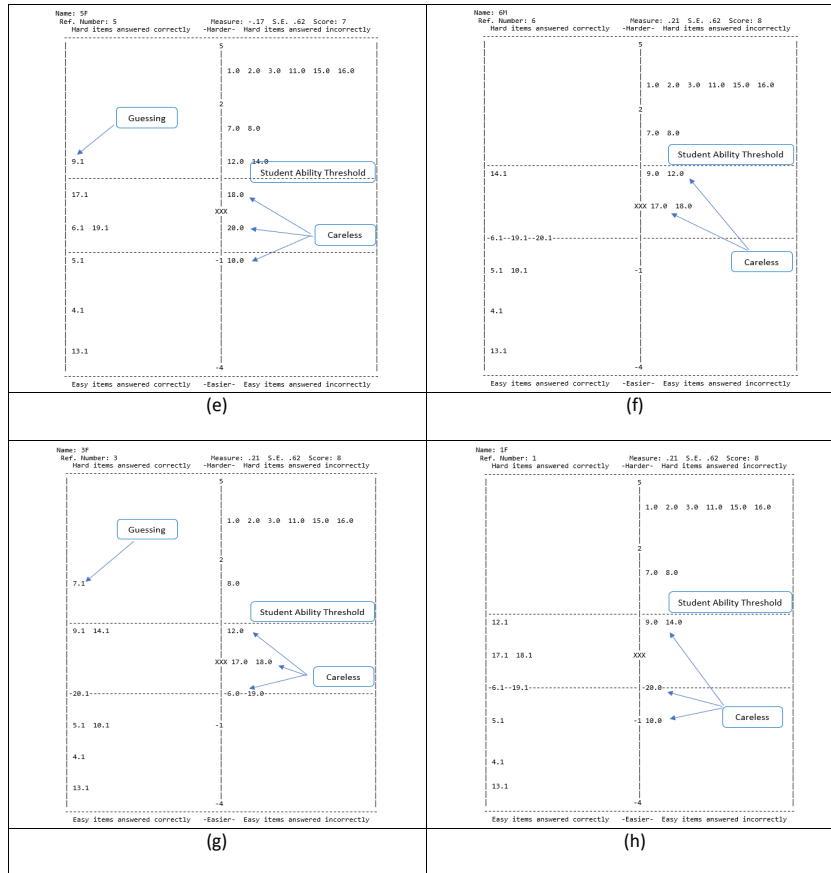 Name: 5F
Ref. Number: 5 Measure: -.17 S.E. .62 Score: 7
Hard items answered correctly -Harder- Hard items answered incorrectly
5
1.0 2.0 3.0 11.0 15.0 16.0
2
Guessing
7.0 8.0
9.1 12.0 14.0
Student Ability Threshold
17.1 18.0
XXX
6.1 19.1 20.0
Careless
5.1 -1 10.0
4.1
13.1
-4
Easy items answered correctly -Easier- Easy items answered incorrectly
(e)
Name: 6M
Ref. Number: 6 Measure: .21 S.E. .62 Score: 8
Hard items answered correctly -Harder- Hard items answered incorrectly
5
1.0 2.0 3.0 11.0 15.0 16.0
2
7.0 8.0
Student Ability Threshold
14.1 9.0 12.0
XXX 17.0 18.0
-6.1--19.1--20.1-
Careless
5.1 10.1 -1
4.1
13.1
-4
Easy items answered correctly -Easier- Easy items answered incorrectly
(f)
Name: 3F
Ref. Number: 3 Measure: .21 S.E. .62 Score: 8
Hard items answered correctly -Harder- Hard items answered incorrectly
5
1.0 2.0 3.0 11.0 15.0 16.0
Guessing
2
7.1 8.0
Student Ability Threshold
9.1 14.1 12.0
XXX 17.0 18.0
Careless
-20.1- -6.0--19.0-
5.1 10.1 -1
4.1
13.1
-4
Easy items answered correctly -Easier- Easy items answered incorrectly
(g)
Name: 1F
Ref. Number: 1 Measure: .21 S.E. .62 Score: 8
Hard items answered correctly -Harder- Hard items answered incorrectly
5
1.0 2.0 3.0 11.0 15.0 16.0
2
7.0 8.0
Student Ability Threshold
12.1 9.0 14.0
17.1 18.1 XXX
-6.1--19.1- -20.0-
Careless
5.1 -1 10.0
4.1
13.1
-4
Easy items answered correctly -Easier- Easy items answered incorrectly
(h)